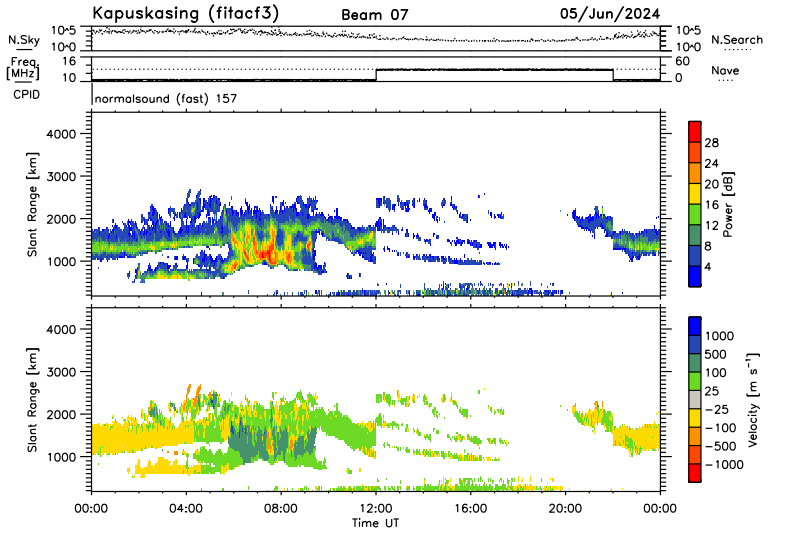 Kapuskasing (fitacf3) Beam 07 05/Jun/2024
N.Sky 10^5 10^0 10^5 10^0 N.Search
Freq. [MHz] 16 10 60 0 Nave
CPID normalsound (fast) 157
Slant Range [km] 4000 3000 2000 1000
Power [dB] 28 24 20 16 12 8 4
Slant Range [km] 4000 3000 2000 1000
Velocity [m s⁻¹] 1000 500 100 25 −25 −100 −500 −1000
00:00 04:00 08:00 12:00 16:00 20:00 00:00
Time UT